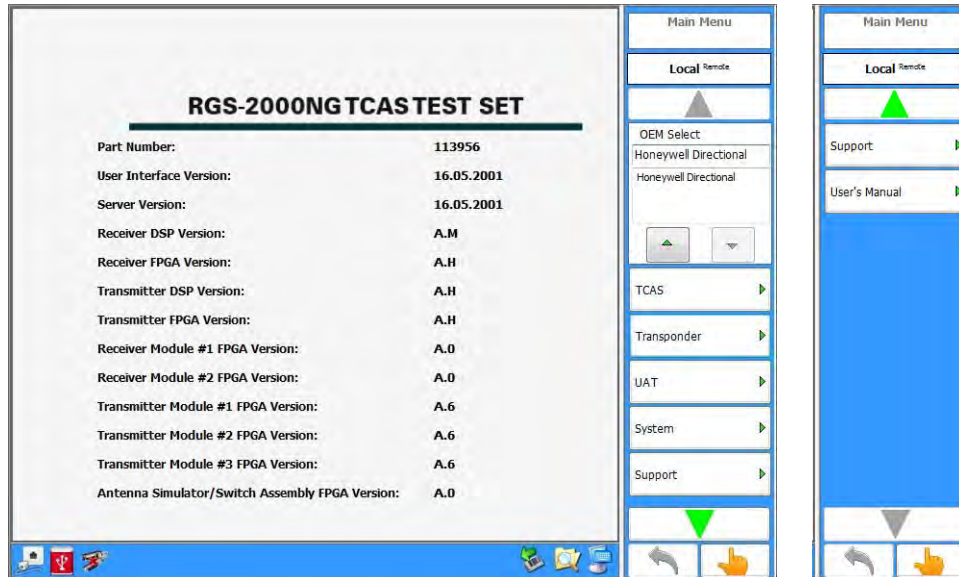 RGS-2000NG TCAS TEST SET
Part Number: 113956
User Interface Version: 16.05.2001
Server Version: 16.05.2001
Receiver DSP Version: A.M
Receiver FPGA Version: A.H
Transmitter DSP Version: A.H
Transmitter FPGA Version: A.H
Receiver Module #1 FPGA Version: A.0
Receiver Module #2 FPGA Version: A.0
Transmitter Module #1 FPGA Version: A.6
Transmitter Module #2 FPGA Version: A.6
Transmitter Module #3 FPGA Version: A.6
Antenna Simulator/Switch Assembly FPGA Version: A.0
Main Menu
Local Remote
OEM Select
Honeywell Directional
Honeywell Directional
TCAS
Transponder
UAT
System
Support
Main Menu
Local Remote
Support
User's Manual